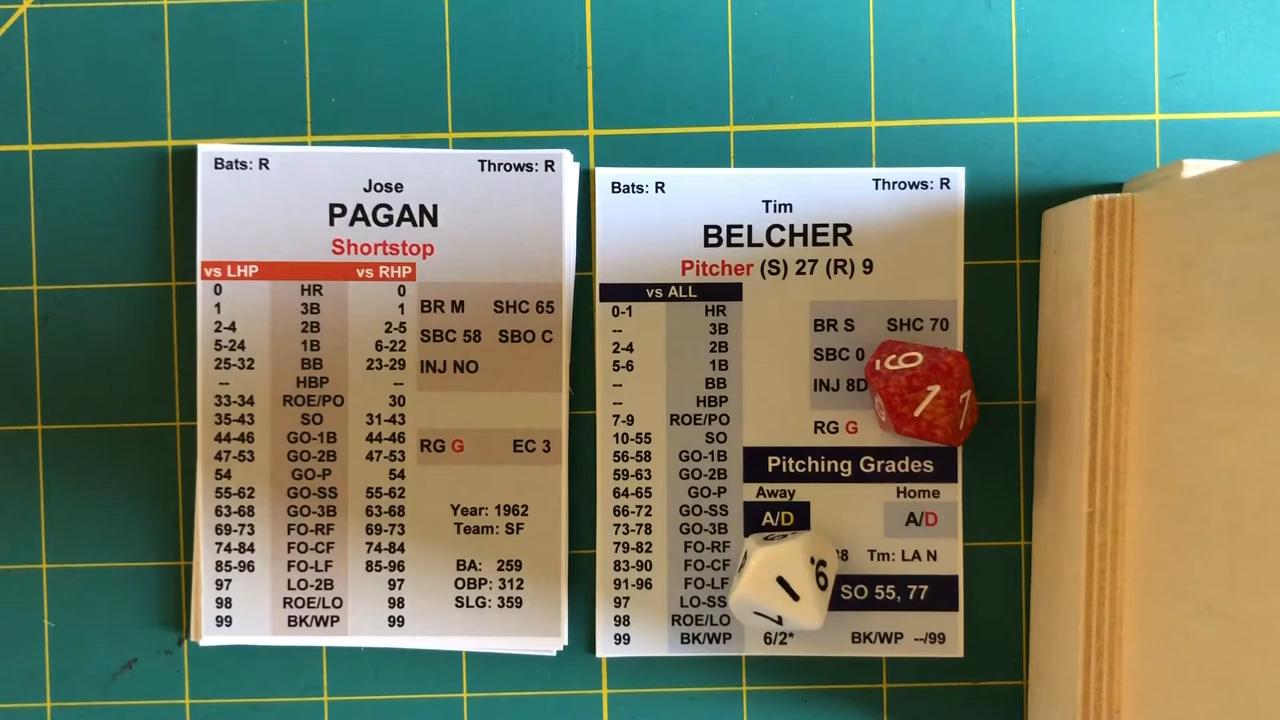 Bats: R Throws: R
Jose
PAGAN
Shortstop
vs LHP vs RHP
0 HR 0
1 3B 1
2-4 2B 2-5
5-24 1B 6-22
25-32 BB 23-29
-- HBP --
33-34 ROE/PO 30
35-43 SO 31-43
44-46 GO-1B 44-46
47-53 GO-2B 47-53
54 GO-P 54
55-62 GO-SS 55-62
63-68 GO-3B 63-68
69-73 FO-RF 69-73
74-84 FO-CF 74-84
85-96 FO-LF 85-96
97 LO-2B 97
98 ROE/LO 98
99 BK/WP 99
BR M SHC 65
SBC 58 SBO C
INJ NO
RG G EC 3
Year: 1962
Team: SF
BA: 259
OBP: 312
SLG: 359
Bats: R Throws: R
Tim
BELCHER
Pitcher (S) 27 (R) 9
vs ALL
0-1 HR
-- 3B
2-4 2B
5-6 1B
-- BB
-- HBP
7-9 ROE/PO
10-55 SO
56-58 GO-1B
59-63 GO-2B
64-65 GO-P
66-72 GO-SS
73-78 GO-3B
79-82 FO-RF
83-90 FO-CF
91-96 FO-LF
97 LO-SS
98 ROE/LO
99 BK/WP
BR S SHC 70
SBC 0
INJ 8D
RG G
Pitching Grades
Away Home
A/D A/D
Tm: LA N
SO 55, 77
6/2* BK/WP --/99
6 1 7
9 1 7